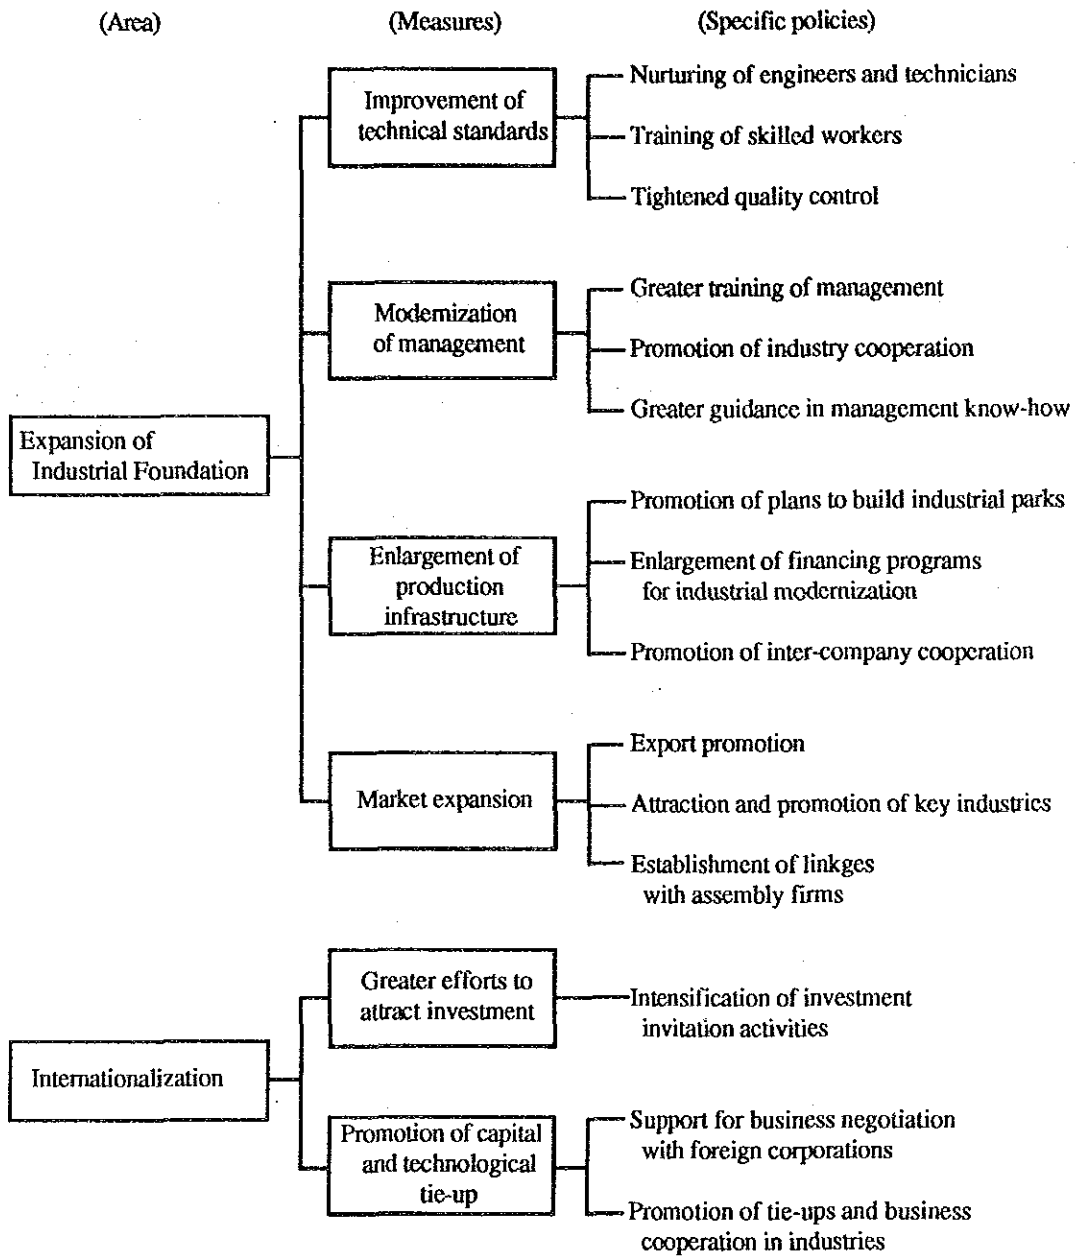 (Area) (Measures) (Specific policies)
Improvement of
technical standards
Nurturing of engineers and technicians
Training of skilled workers
Tightened quality control
Modernization
of management
Greater training of management
Promotion of industry cooperation
Greater guidance in management know-how
Expansion of
Industrial Foundation
Enlargement of
production
infrastructure
Promotion of plans to build industrial parks
Enlargement of financing programs
for industrial modernization
Promotion of inter-company cooperation
Market expansion
Export promotion
Attraction and promotion of key industries
Establishment of linkges
with assembly firms
Internationalization
Greater efforts to
attract investment
Intensification of investment
invitation activities
Promotion of capital
and technological
tie-up
Support for business negotiation
with foreign corporations
Promotion of tie-ups and business
cooperation in industries